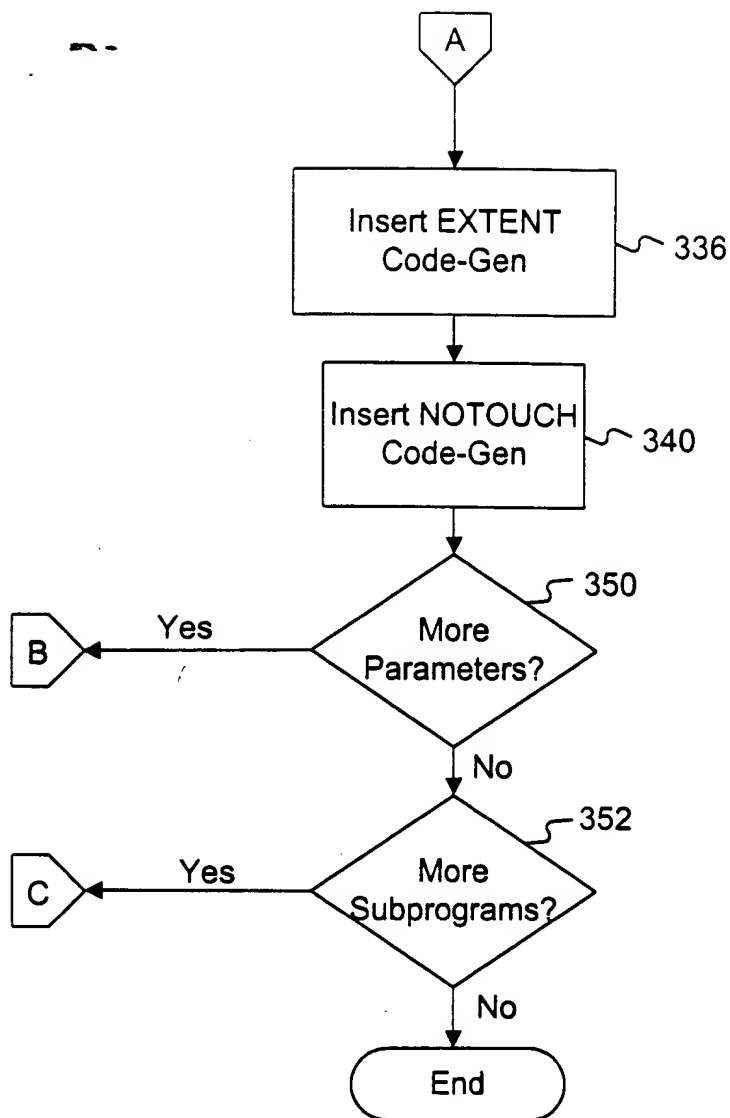 A
Insert EXTENT
Code-Gen
336
Insert NOTOUCH
Code-Gen
340
350
More
Parameters?
Yes
B
No
352
More
Subprograms?
Yes
C
No
End